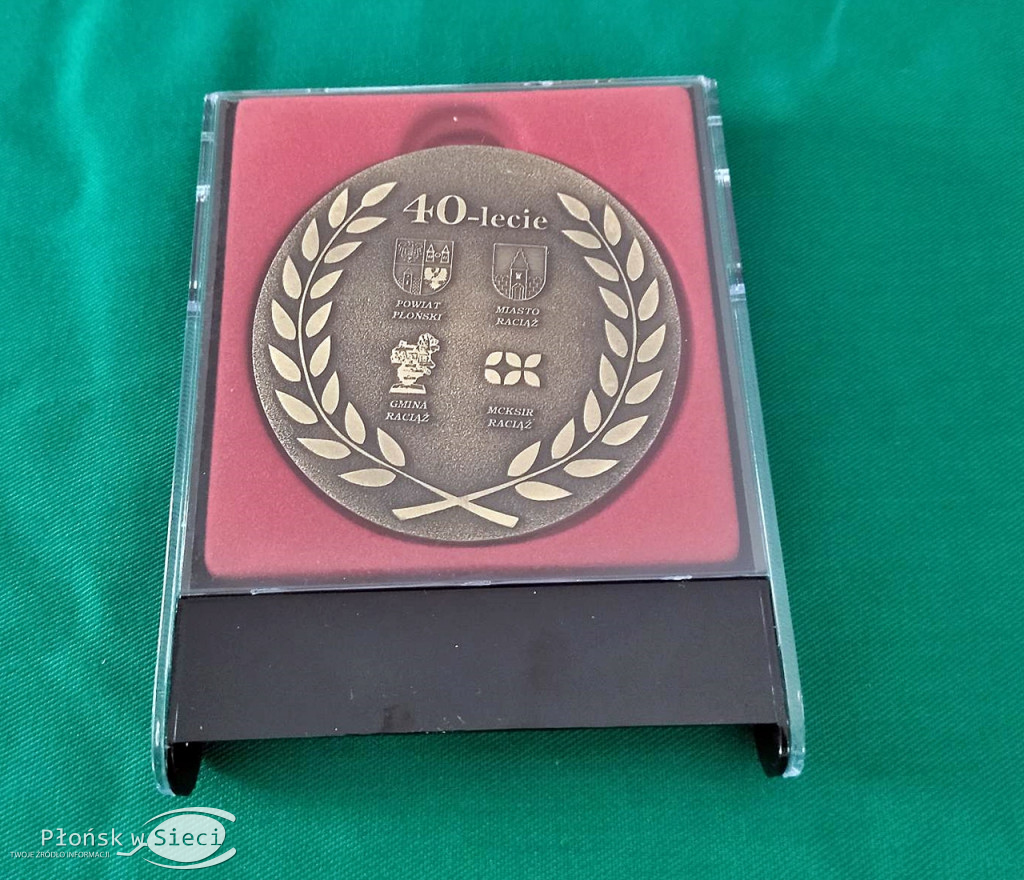 40-lecie
POWIAT
PŁOŃSKI
MIASTO
RACIĄŻ
GMINA
RACIĄŻ
MCKSIR
RACIĄŻ
Płońsk w Sieci
TWOJE ŹRÓDŁO INFORMACJI